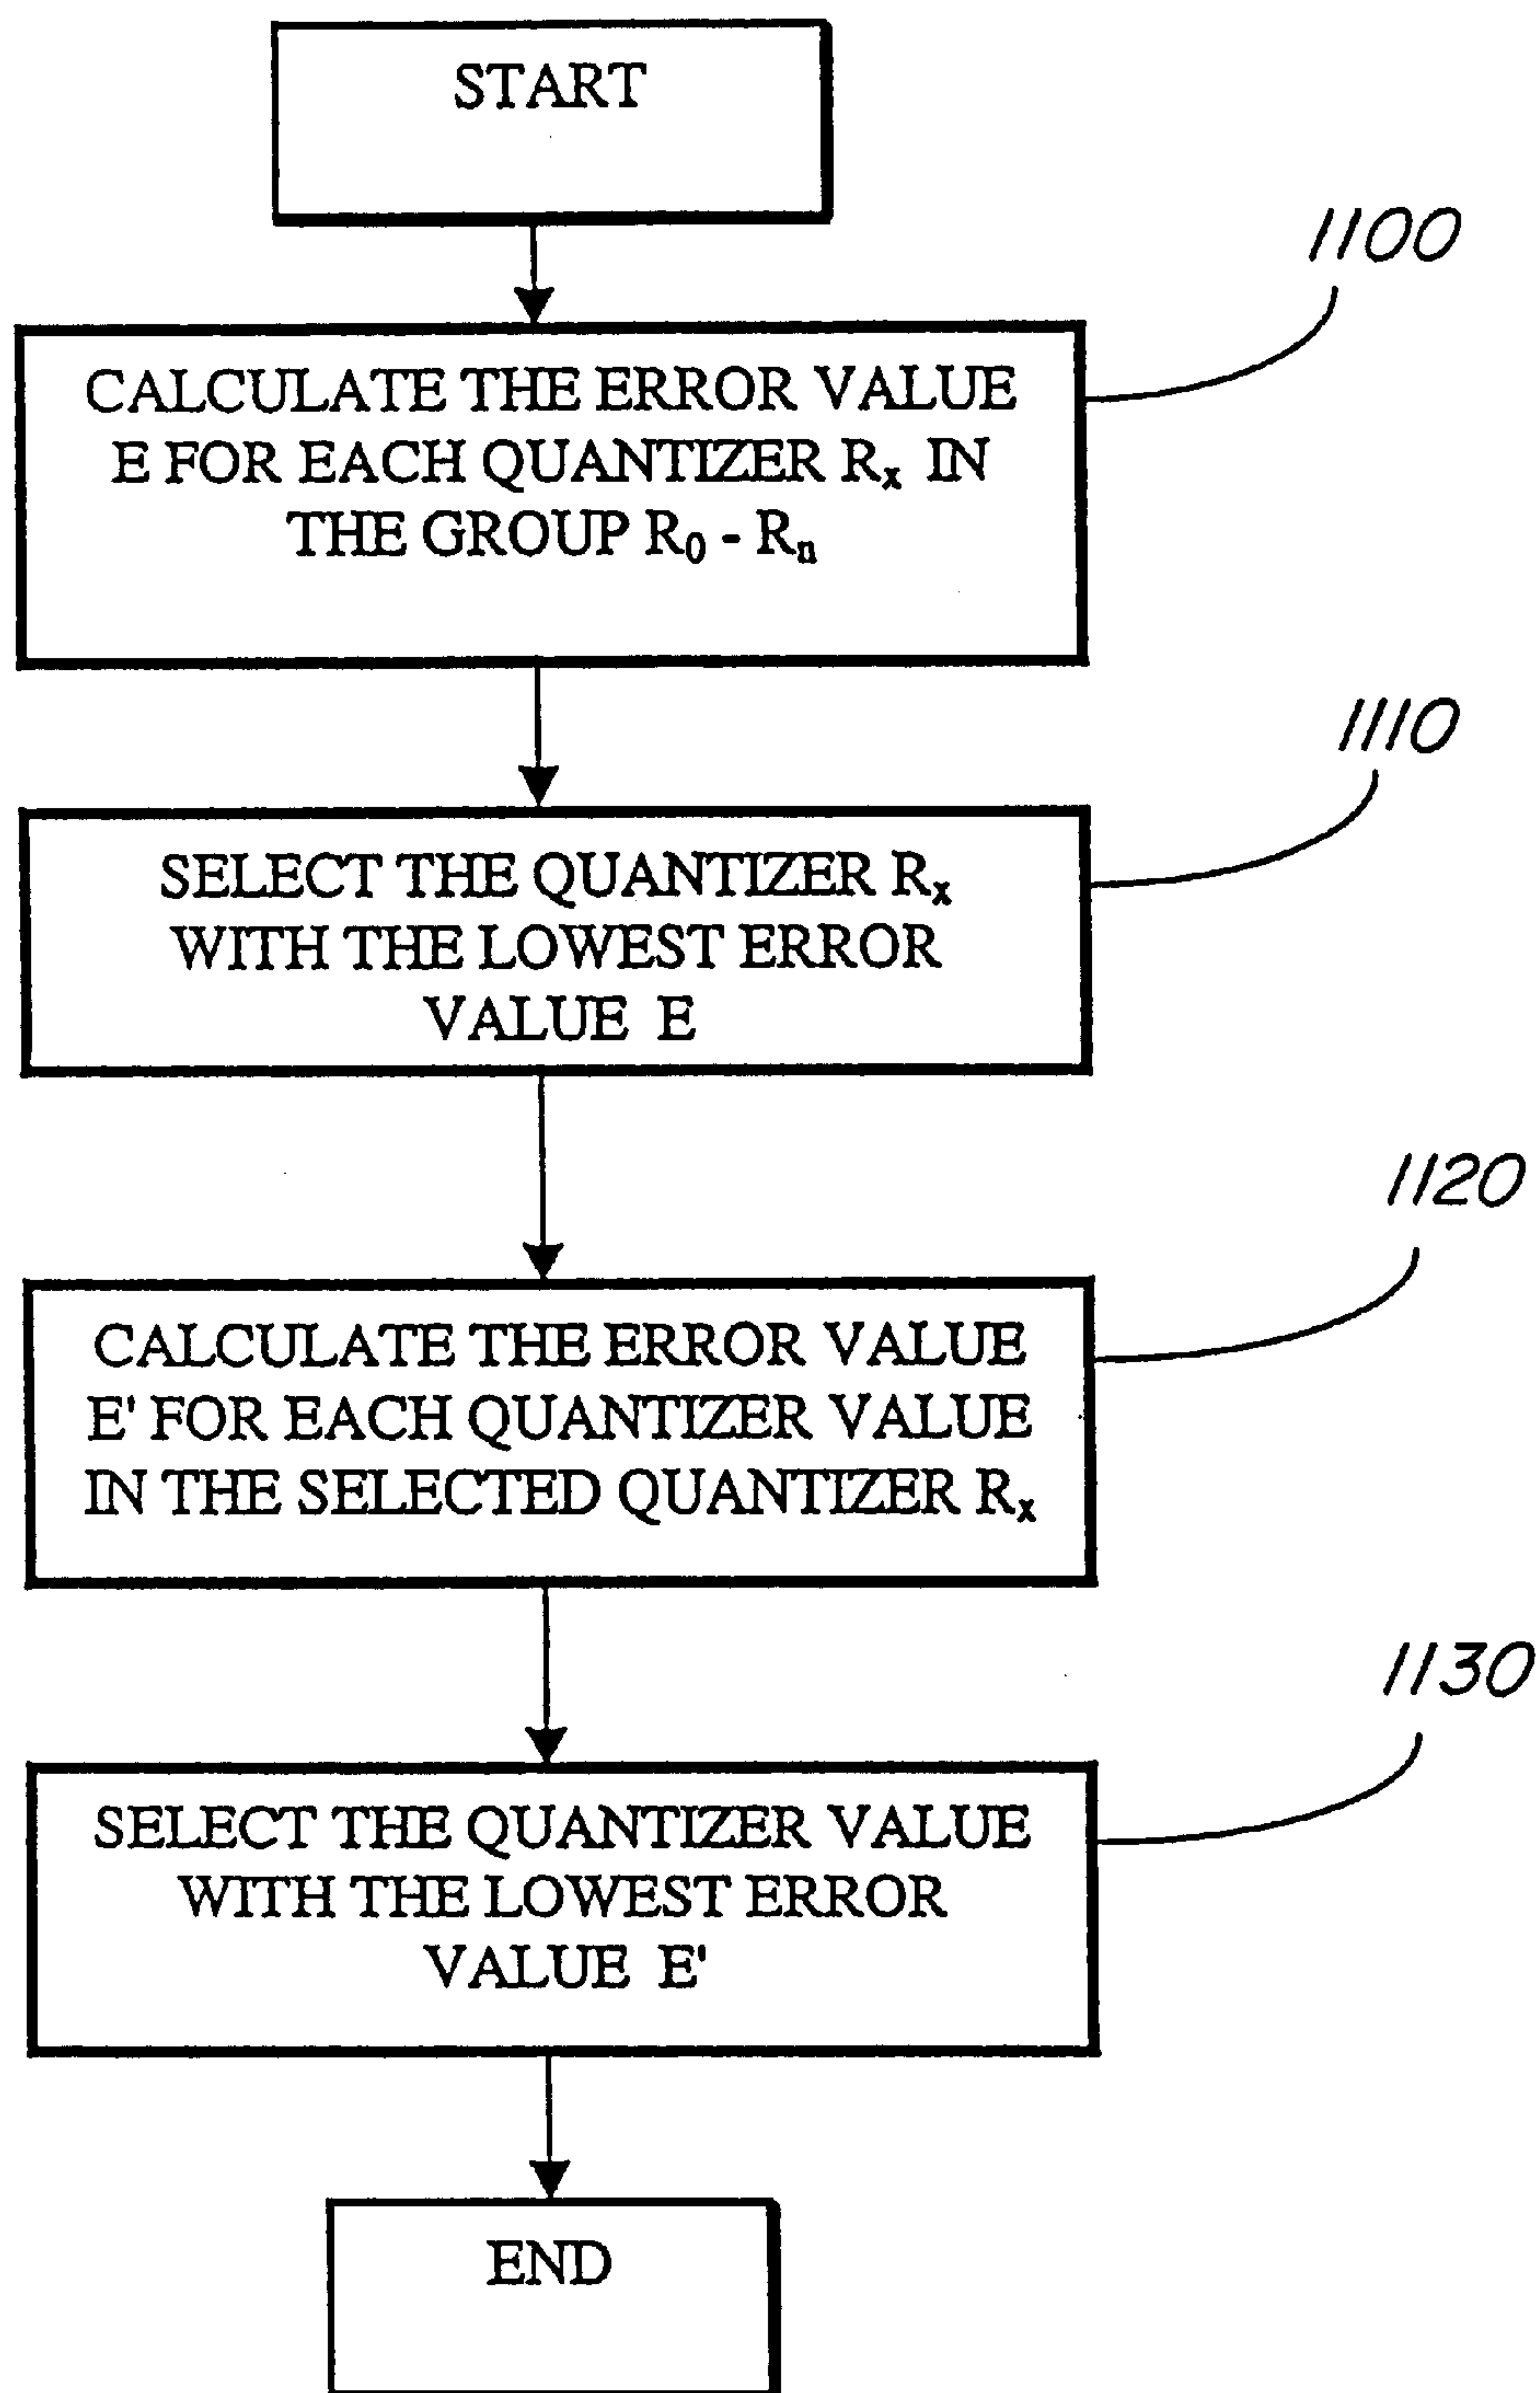 START
1100
CALCULATE THE ERROR VALUE
E FOR EACH QUANTIZER Rₓ IN
THE GROUP R₀ - Rₙ
1110
SELECT THE QUANTIZER Rₓ
WITH THE LOWEST ERROR
VALUE E
1120
CALCULATE THE ERROR VALUE
E' FOR EACH QUANTIZER VALUE
IN THE SELECTED QUANTIZER Rₓ
1130
SELECT THE QUANTIZER VALUE
WITH THE LOWEST ERROR
VALUE E'
END